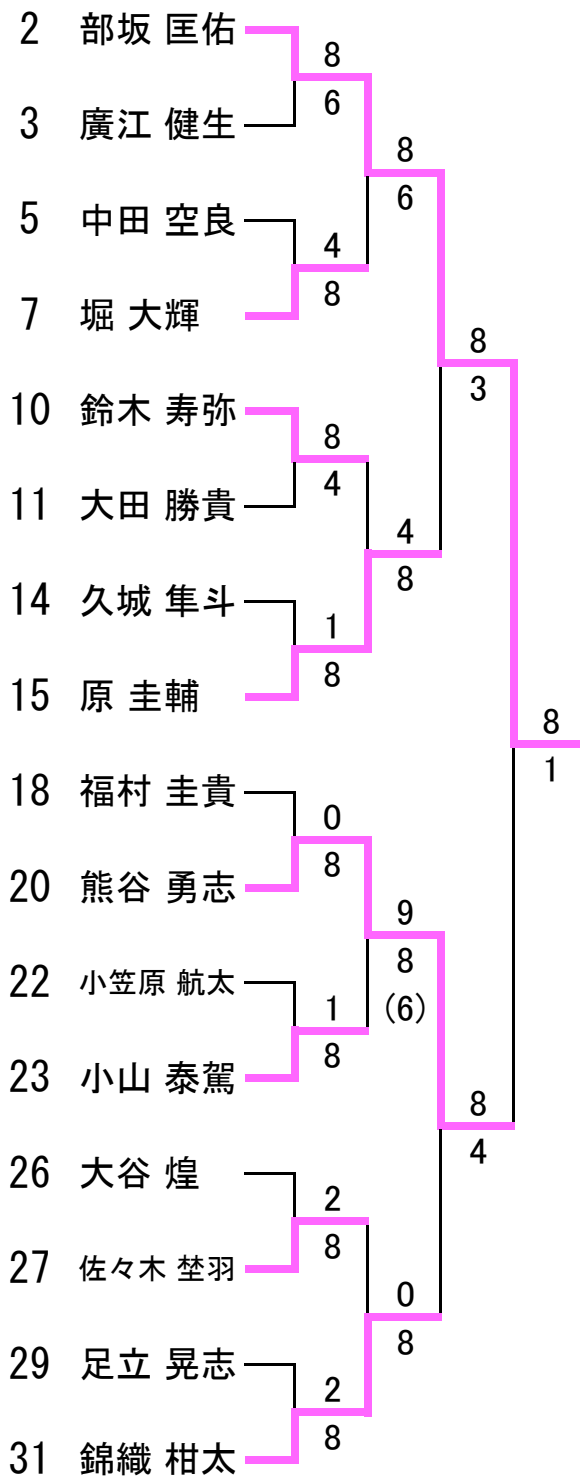 2 部坂 匡佑
8
6
3 廣江 健生
8
6
5 中田 空良
4
8
7 堀 大輝
8
3
10 鈴木 寿弥
8
4
11 大田 勝貴
4
8
14 久城 隼斗
1
8
15 原 圭輔
8
1
18 福村 圭貴
0
8
20 熊谷 勇志
9
8
(6)
22 小笠原 航太
1
8
23 小山 泰駕
8
4
26 大谷 煌
2
8
27 佐々木 埜羽
0
8
29 足立 晃志
2
8
31 錦織 柑太